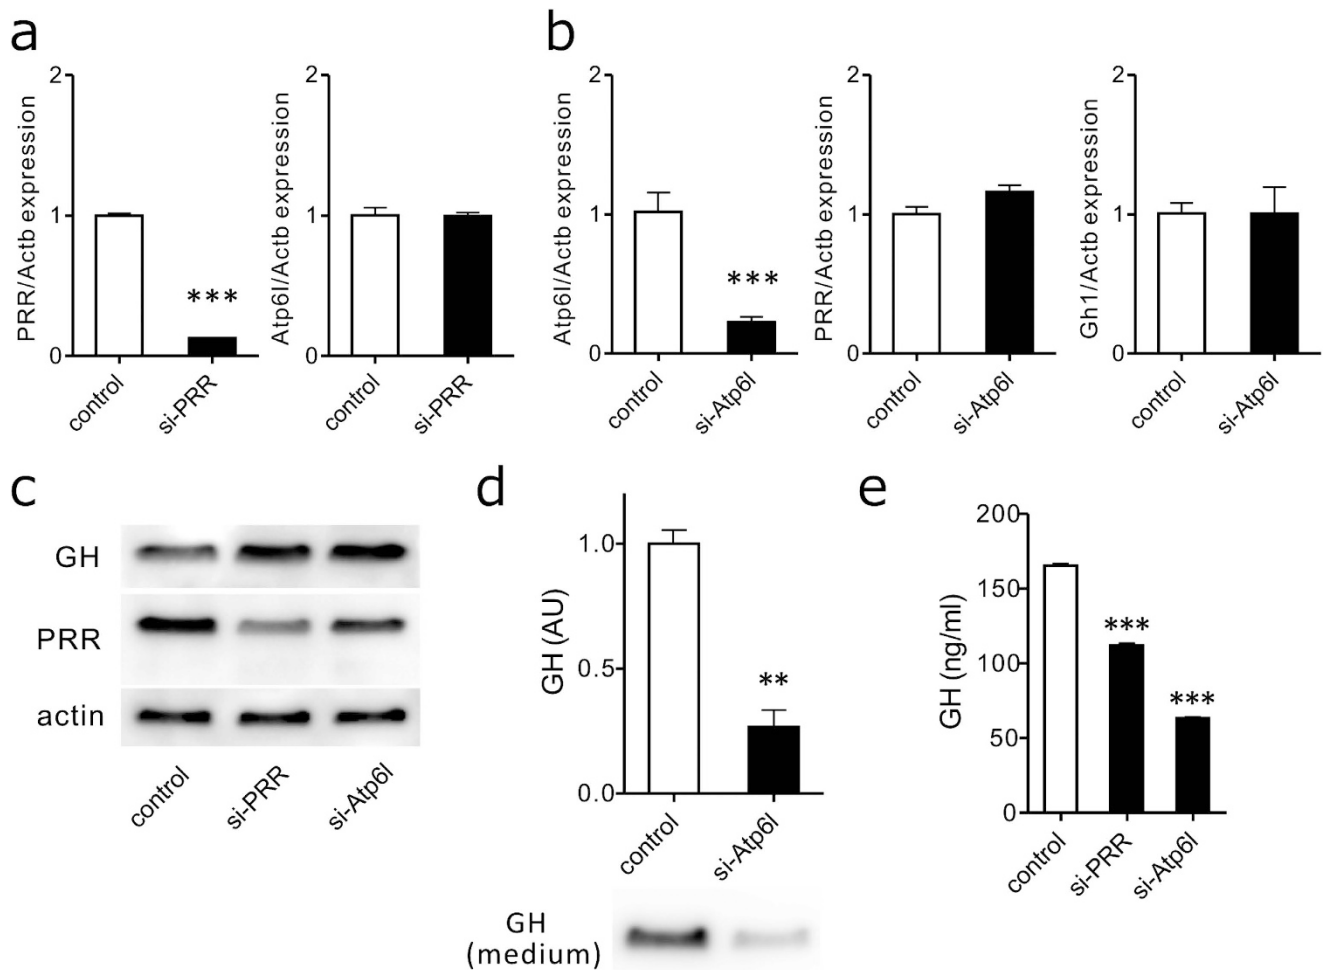 a
PRR/Actb expression
2
1
0
***
control
si-PRR
Atp6l/Actb expression
2
1
0
control
si-PRR
b
Atp6l/Actb expression
2
1
0
***
control
si-Atp6l
PRR/Actb expression
2
1
0
control
si-Atp6l
Gh1/Actb expression
2
1
0
control
si-Atp6l
c
GH
PRR
actin
control
si-PRR
si-Atp6l
d
GH (AU)
1.0
0.5
0.0
**
control
si-Atp6l
GH
(medium)
e
GH (ng/ml)
200
150
100
50
0
***
***
control
si-PRR
si-Atp6l